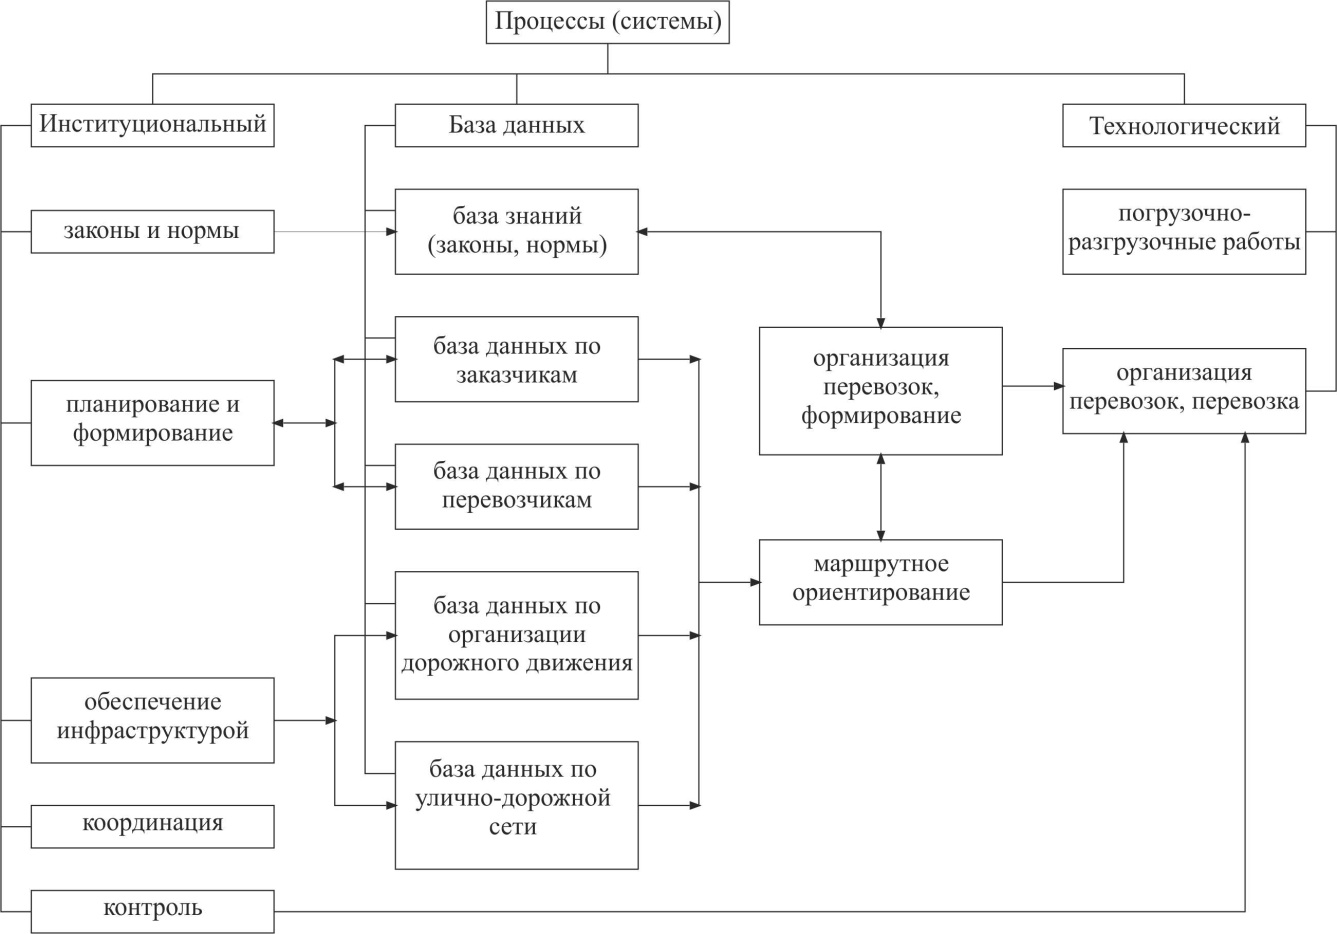 Процессы (системы)
Институциональный
База данных
Технологический
законы и нормы
база знаний
(законы, нормы)
погрузочно-
разгрузочные работы
планирование и
формирование
база данных по
заказчикам
организация
перевозок,
формирование
организация
перевозок, перевозка
база данных по
перевозчикам
маршрутное
ориентирование
база данных по
организации
дорожного движения
обеспечение
инфраструктурой
база данных по
улично-дорожной
сети
координация
контроль